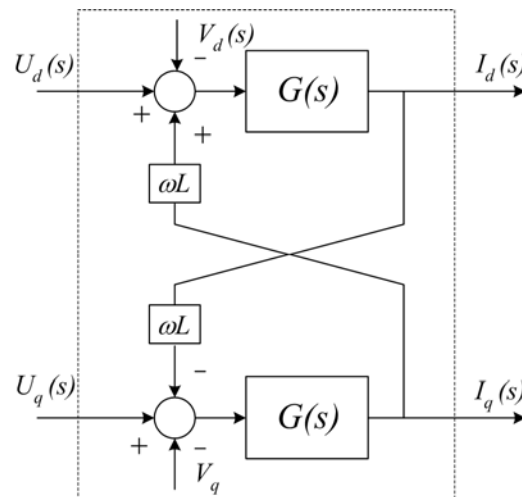 V_d(s)
U_d(s)
−
G(s)
I_d(s)
+
+
ωL
ωL
U_q(s)
−
G(s)
I_q(s)
+
−
V_q